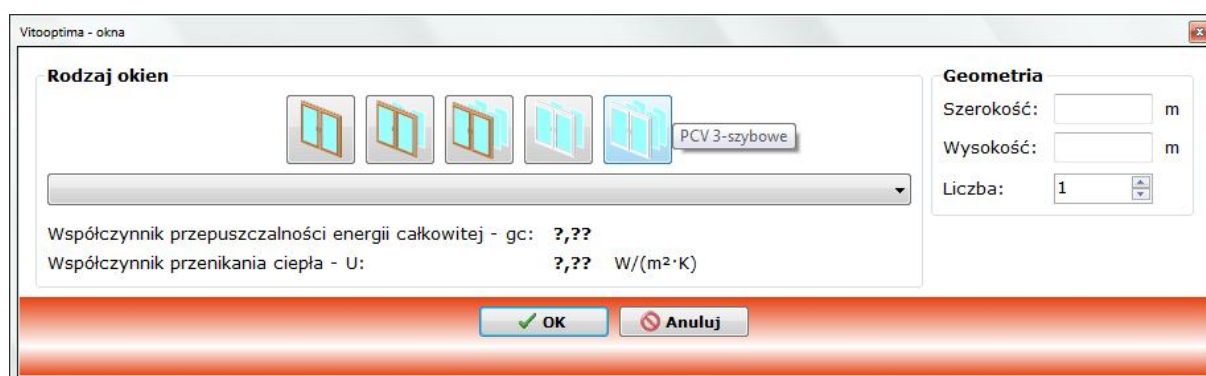 Vitooptima - okna
Rodzaj okien
PCV 3-szybowe
Współczynnik przepuszczalności energii całkowitej - gc: ?,??
Współczynnik przenikania ciepła - U: ?,?? W/(m²·K)
Geometria
Szerokość: m
Wysokość: m
Liczba: 1
OK
Anuluj